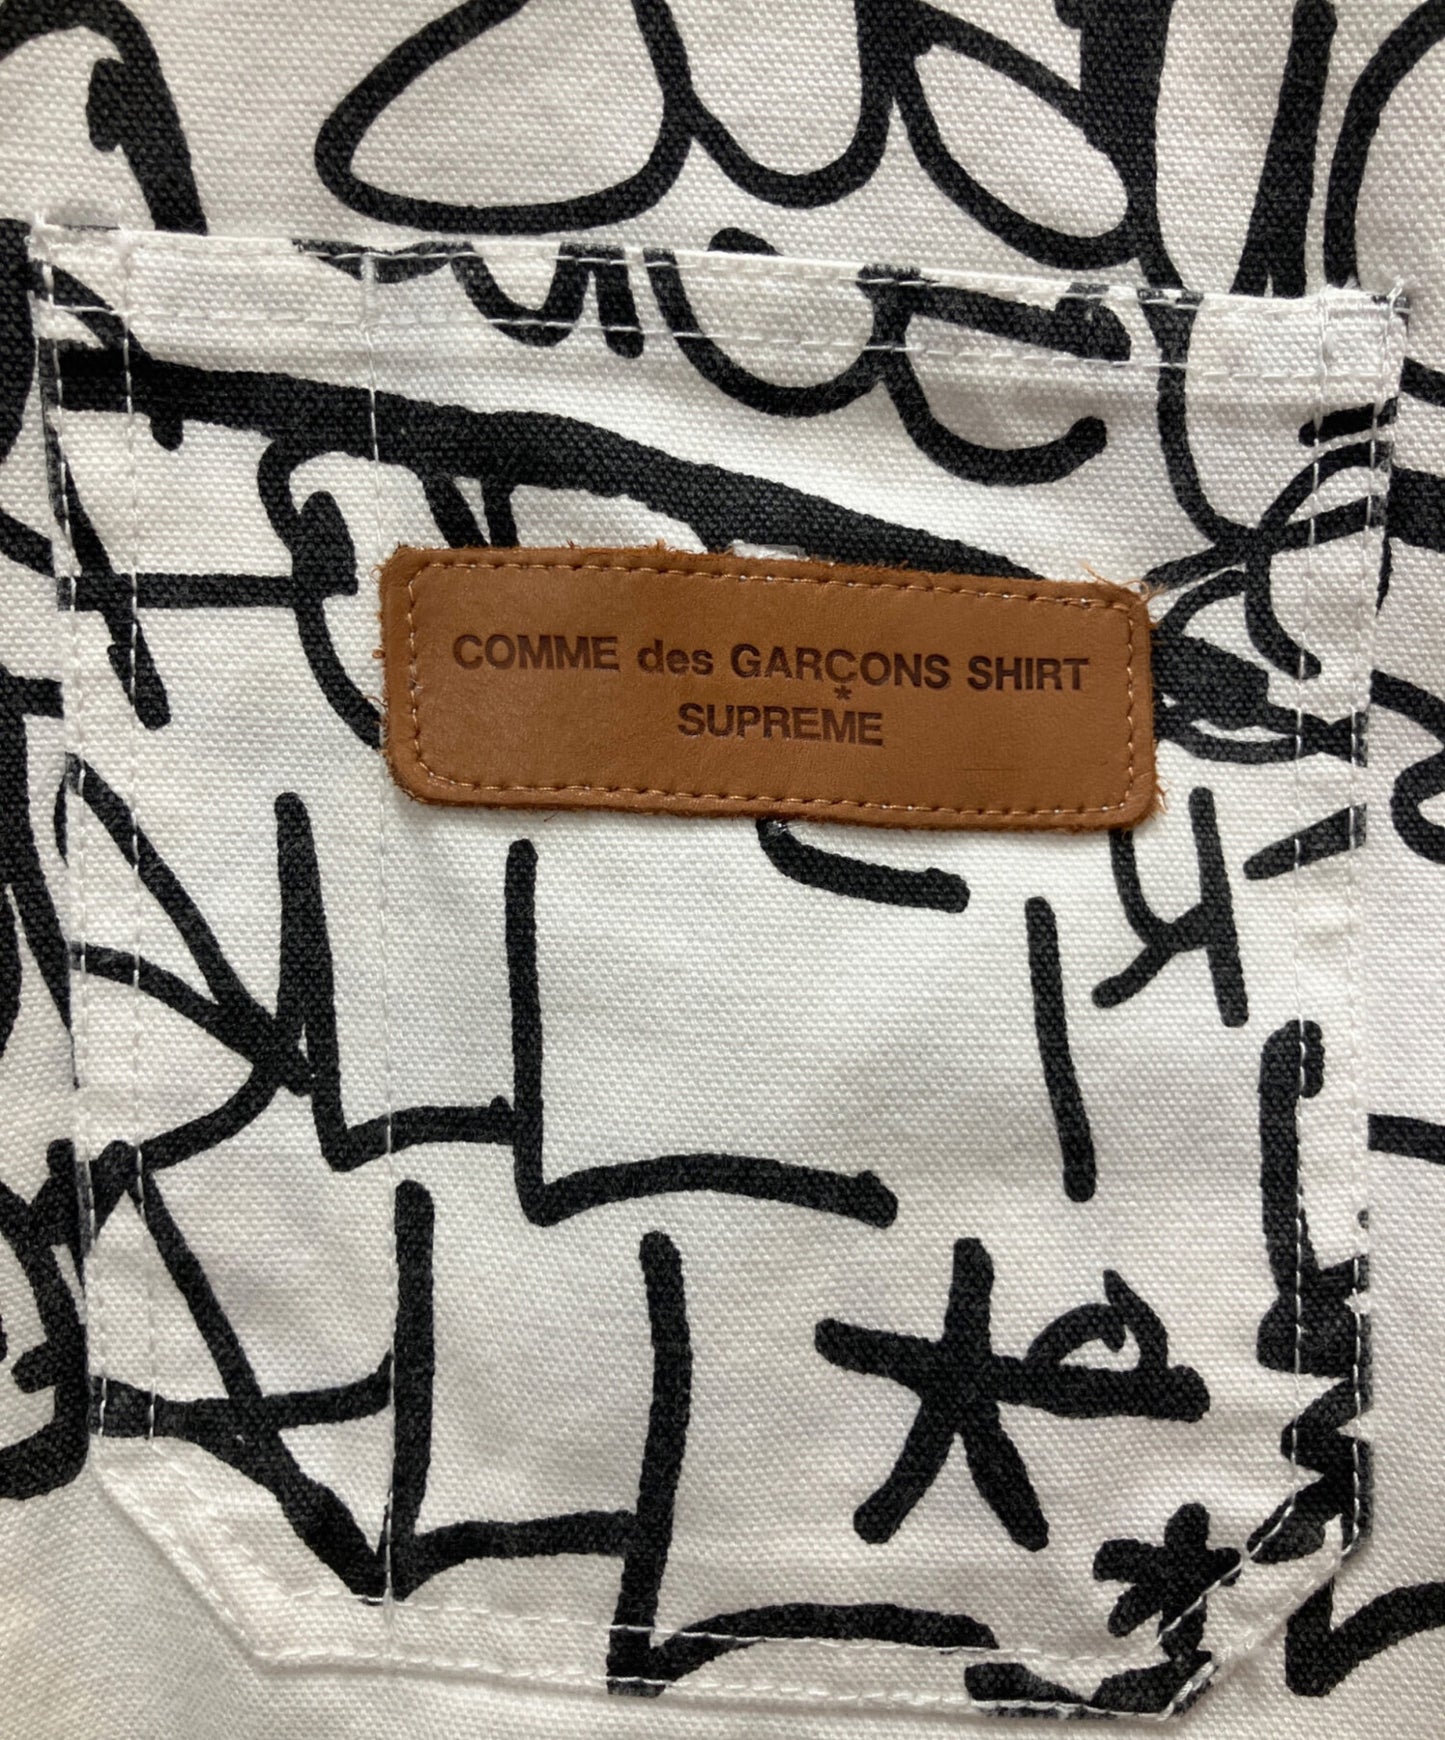 COMME des GARÇONS SHIRT
*
SUPREME